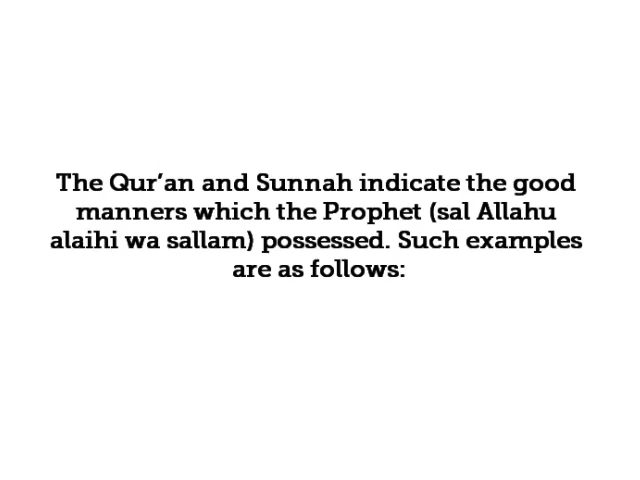 The Qur’an and Sunnah indicate the good
manners which the Prophet (sal Allahu
alaihi wa sallam) possessed. Such examples
are as follows: